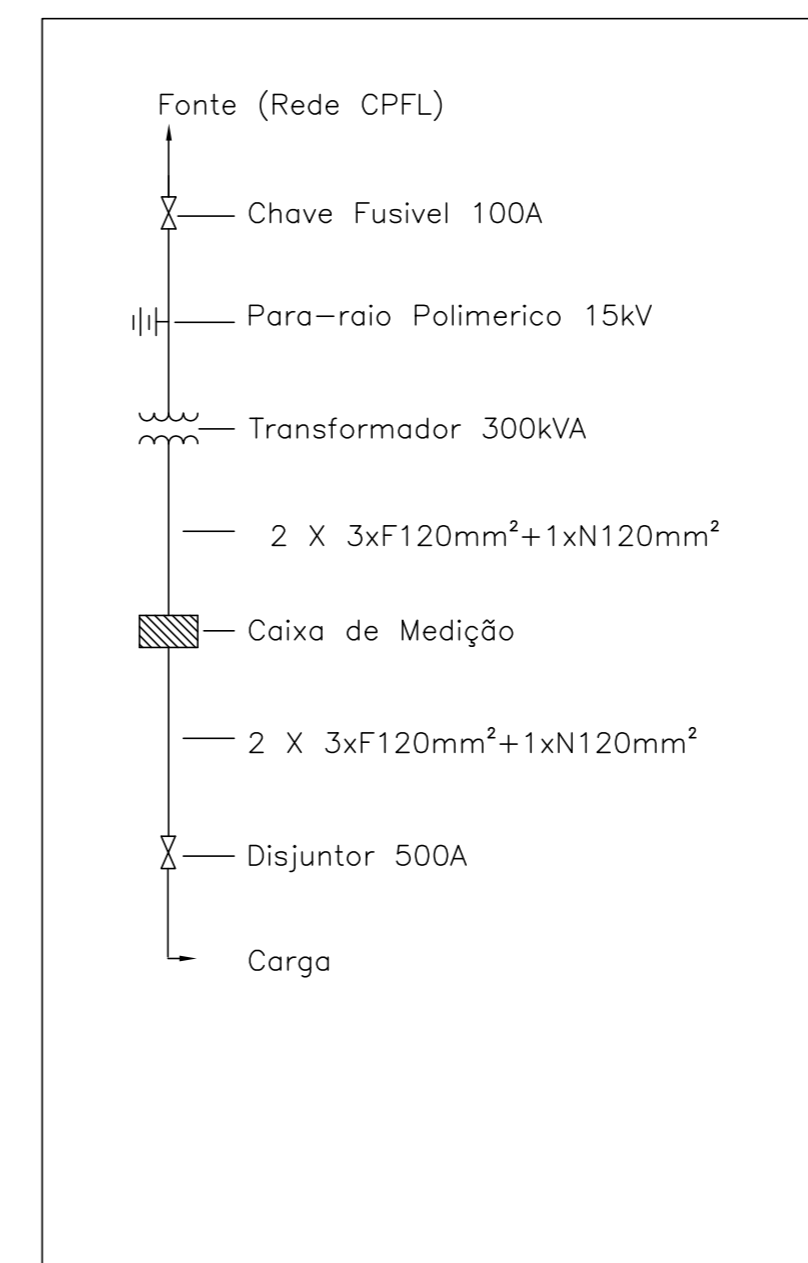 Fonte (Rede CPFL)
Chave Fusivel 100A
Para-raio Polimerico 15kV
Transformador 300kVA
2 X 3xF120mm²+1xN120mm²
Caixa de Medição
2 X 3xF120mm²+1xN120mm²
Disjuntor 500A
Carga